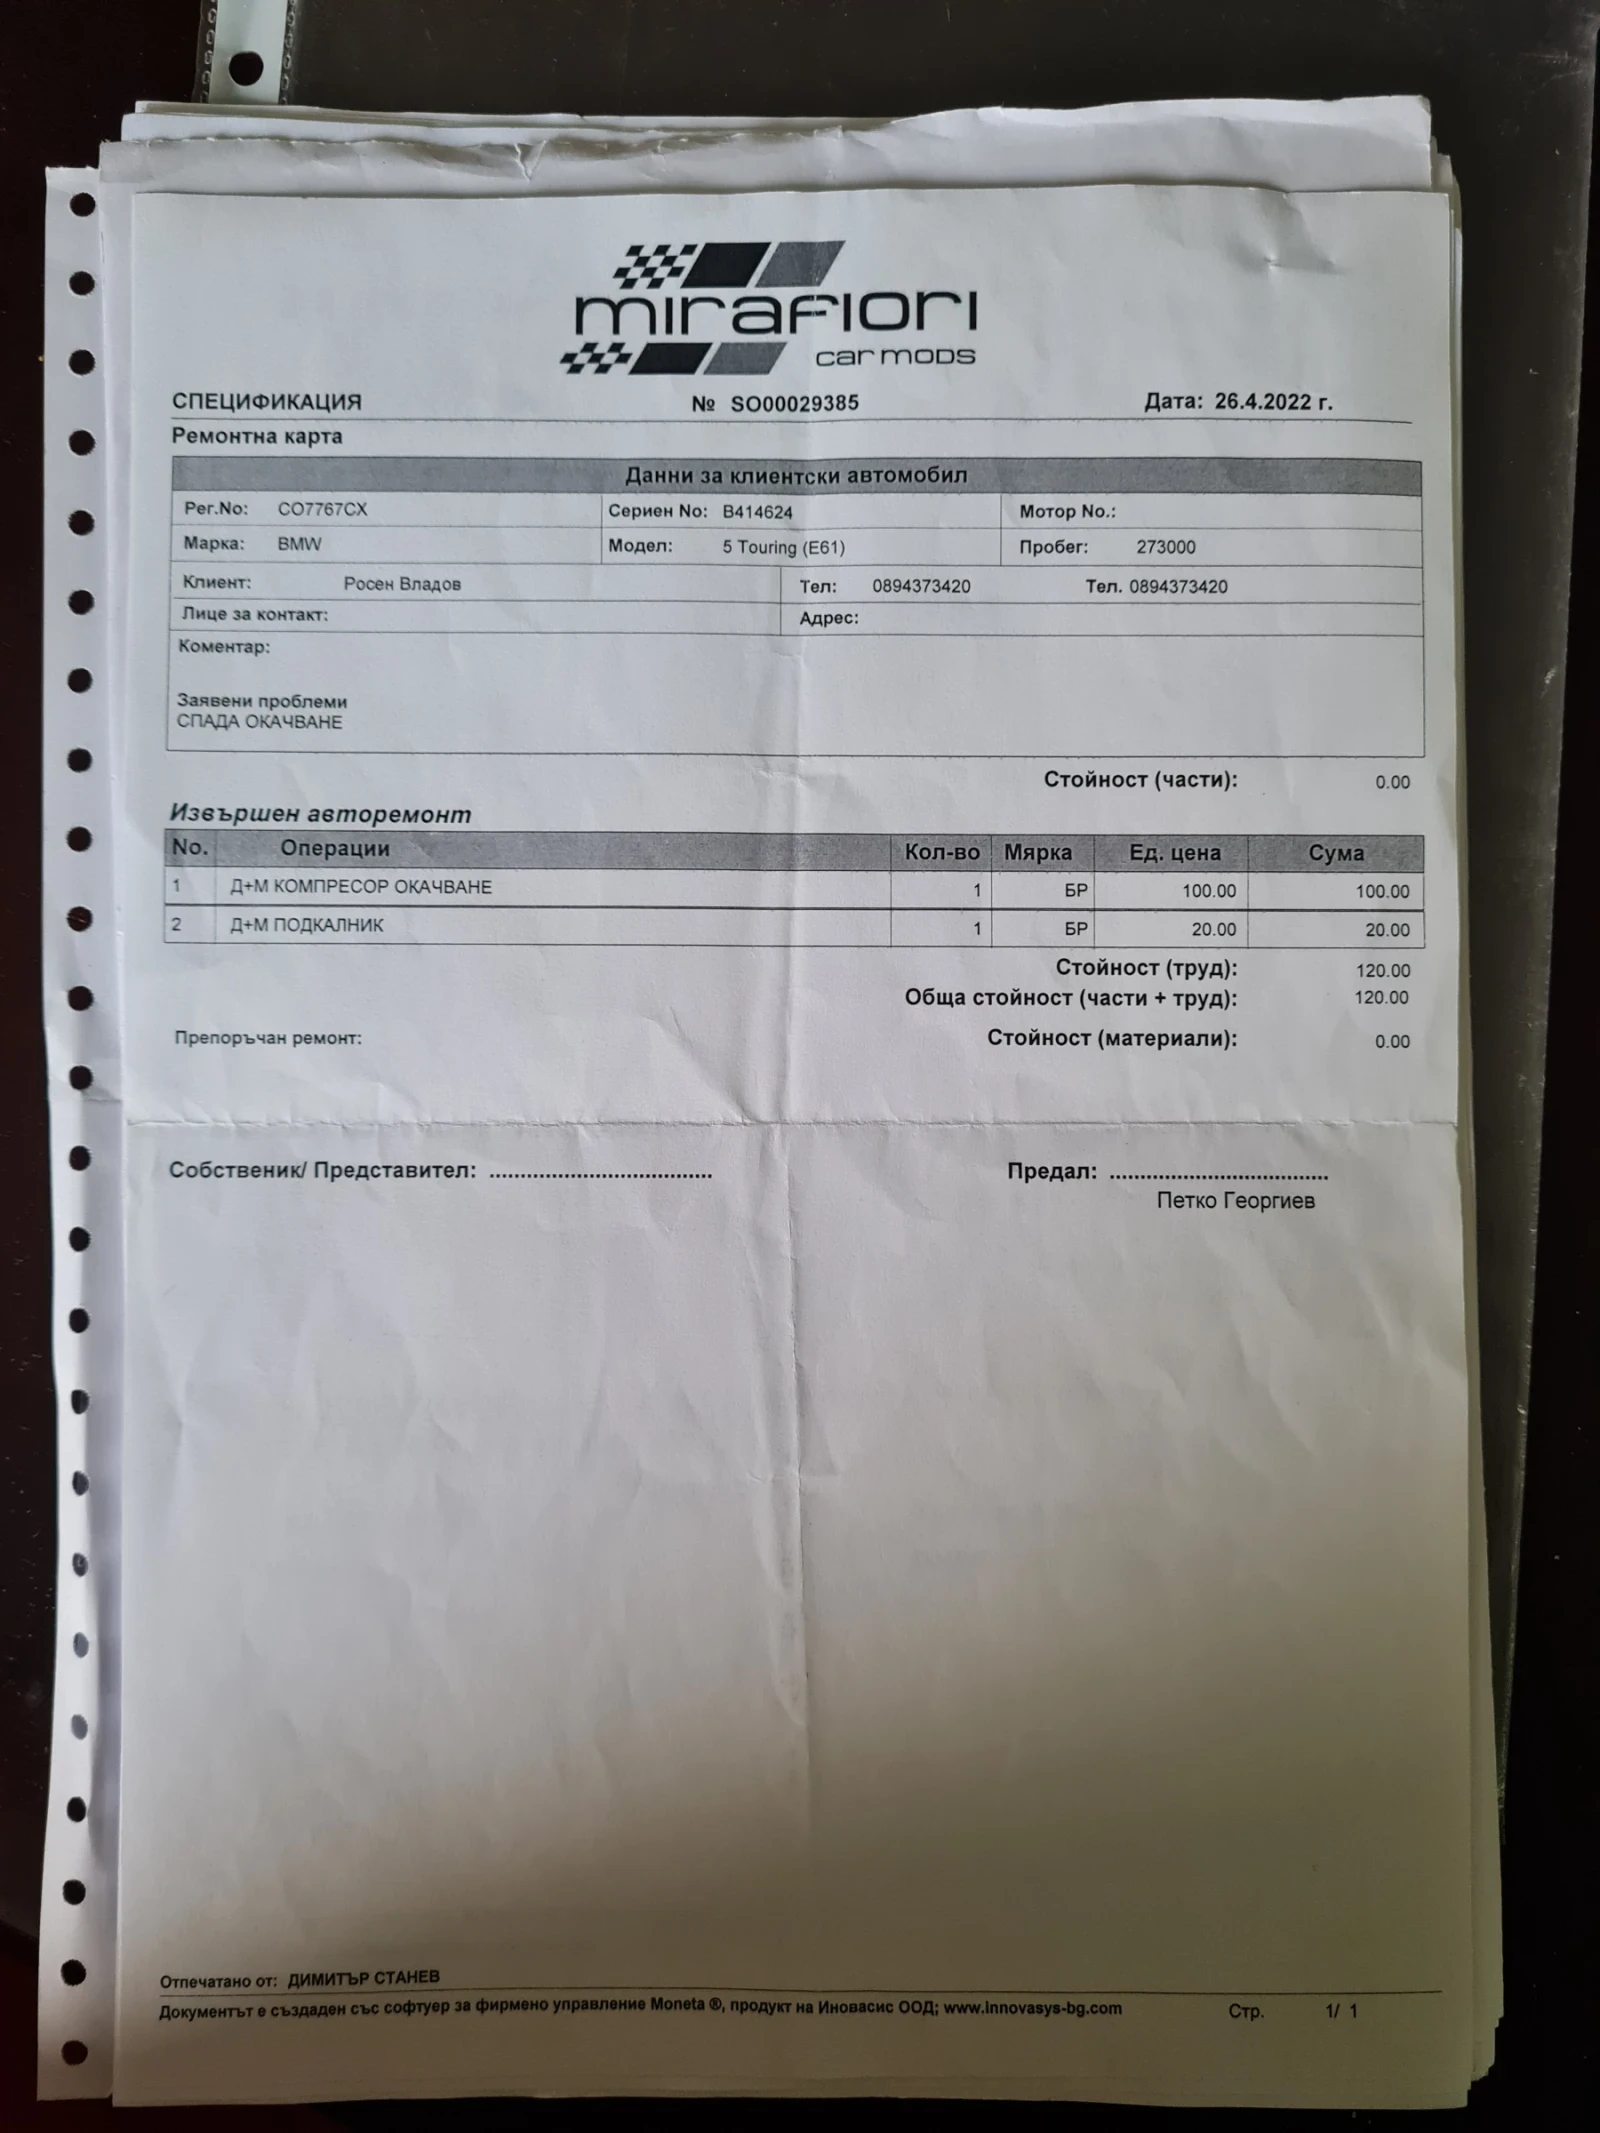 mirafiori
car mods
СПЕЦИФИКАЦИЯ № SO00029385 Дата: 26.4.2022 г.
Ремонтна карта
Данни за клиентски автомобил
Рег.No: CO7767CX Сериен No: B414624 Мотор No.:
Марка: BMW Модел: 5 Touring (E61) Пробег: 273000
Клиент: Росен Владов Тел: 0894373420 Тел. 0894373420
Лице за контакт: Адрес:
Коментар:
Заявени проблеми
СПАДА ОКАЧВАНЕ
Стойност (части): 0.00
Извършен авторемонт
No. Операции Кол-во Мярка Ед. цена Сума
1 Д+М КОМПРЕСОР ОКАЧВАНЕ 1 БР 100.00 100.00
2 Д+М ПОДКАЛНИК 1 БР 20.00 20.00
Стойност (труд): 120.00
Обща стойност (части + труд): 120.00
Препоръчан ремонт: Стойност (материали): 0.00
Собственик/ Представител: ..................................... Предал: ....................................
Петко Георгиев
Отпечатано от: ДИМИТЪР СТАНЕВ
Документът е създаден със софтуер за фирмено управление Moneta ®, продукт на Иновасис ООД; www.innovasys-bg.com Стр. 1/ 1